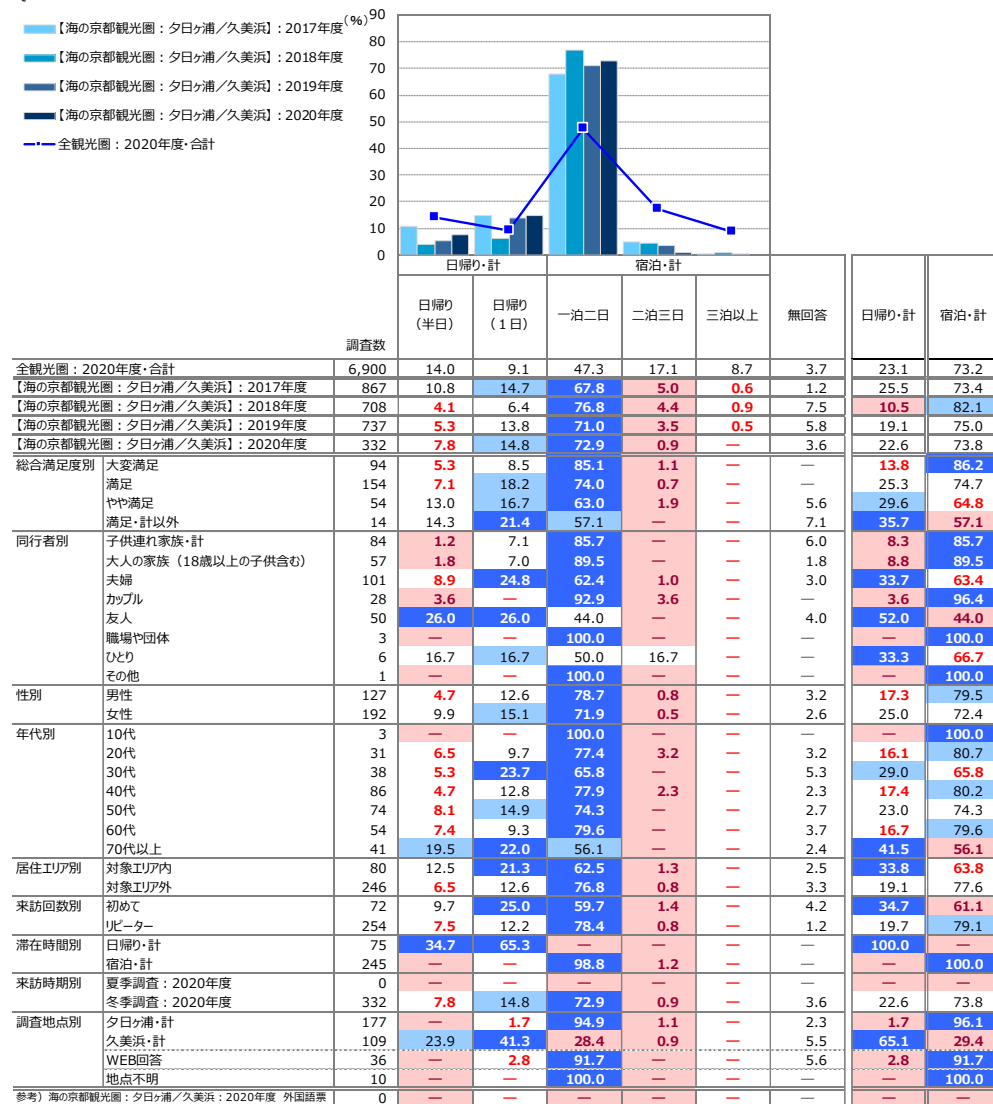 【海の京都観光圏：夕日ヶ浦／久美浜】：2017年度
【海の京都観光圏：夕日ヶ浦／久美浜】：2018年度
【海の京都観光圏：夕日ヶ浦／久美浜】：2019年度
【海の京都観光圏：夕日ヶ浦／久美浜】：2020年度
全観光圏：2020年度・合計
(%)
90
80
70
60
50
40
30
20
10
0
日帰り・計 宿泊・計
調査数 日帰り（半日） 日帰り（１日） 一泊二日 二泊三日 三泊以上 無回答 日帰り・計 宿泊・計
全観光圏：2020年度・合計 6,900 14.0 9.1 47.3 17.1 8.7 3.7 23.1 73.2
【海の京都観光圏：夕日ヶ浦／久美浜】：2017年度 867 10.8 14.7 67.8 5.0 0.6 1.2 25.5 73.4
【海の京都観光圏：夕日ヶ浦／久美浜】：2018年度 708 4.1 6.4 76.8 4.4 0.9 7.5 10.5 82.1
【海の京都観光圏：夕日ヶ浦／久美浜】：2019年度 737 5.3 13.8 71.0 3.5 0.5 5.8 19.1 75.0
【海の京都観光圏：夕日ヶ浦／久美浜】：2020年度 332 7.8 14.8 72.9 0.9 — 3.6 22.6 73.8
総合満足度別 大変満足 94 5.3 8.5 85.1 1.1 — — 13.8 86.2
満足 154 7.1 18.2 74.0 0.7 — — 25.3 74.7
やや満足 54 13.0 16.7 63.0 1.9 — 5.6 29.6 64.8
満足・計以外 14 14.3 21.4 57.1 — — 7.1 35.7 57.1
同行者別 子供連れ家族・計 84 1.2 7.1 85.7 — — 6.0 8.3 85.7
大人の家族（18歳以上の子供含む） 57 1.8 7.0 89.5 — — 1.8 8.8 89.5
夫婦 101 8.9 24.8 62.4 1.0 — 3.0 33.7 63.4
カップル 28 3.6 — 92.9 3.6 — — 3.6 96.4
友人 50 26.0 26.0 44.0 — — 4.0 52.0 44.0
職場や団体 3 — — 100.0 — — — — 100.0
ひとり 6 16.7 16.7 50.0 16.7 — — 33.3 66.7
その他 1 — — 100.0 — — — — 100.0
性別 男性 127 4.7 12.6 78.7 0.8 — 3.2 17.3 79.5
女性 192 9.9 15.1 71.9 0.5 — 2.6 25.0 72.4
年代別 10代 3 — — 100.0 — — — — 100.0
20代 31 6.5 9.7 77.4 3.2 — 3.2 16.1 80.7
30代 38 5.3 23.7 65.8 — — 5.3 29.0 65.8
40代 86 4.7 12.8 77.9 2.3 — 2.3 17.4 80.2
50代 74 8.1 14.9 74.3 — — 2.7 23.0 74.3
60代 54 7.4 9.3 79.6 — — 3.7 16.7 79.6
70代以上 41 19.5 22.0 56.1 — — 2.4 41.5 56.1
居住エリア別 対象エリア内 80 12.5 21.3 62.5 1.3 — 2.5 33.8 63.8
対象エリア外 246 6.5 12.6 76.8 0.8 — 3.3 19.1 77.6
来訪回数別 初めて 72 9.7 25.0 59.7 1.4 — 4.2 34.7 61.1
リピーター 254 7.5 12.2 78.4 0.8 — 1.2 19.7 79.1
滞在時間別 日帰り・計 75 34.7 65.3 — — — — 100.0 —
宿泊・計 245 — — 98.8 1.2 — — — 100.0
来訪時期別 夏季調査：2020年度 0 — — — — — — — —
冬季調査：2020年度 332 7.8 14.8 72.9 0.9 — 3.6 22.6 73.8
調査地点別 夕日ヶ浦・計 177 — 1.7 94.9 1.1 — 2.3 1.7 96.1
久美浜・計 109 23.9 41.3 28.4 0.9 — 5.5 65.1 29.4
WEB回答 36 — 2.8 91.7 — — 5.6 2.8 91.7
地点不明 10 — — 100.0 — — — — 100.0
参考）海の京都観光圏：夕日ヶ浦／久美浜：2020年度 外国語票 0 — — — — — — — —